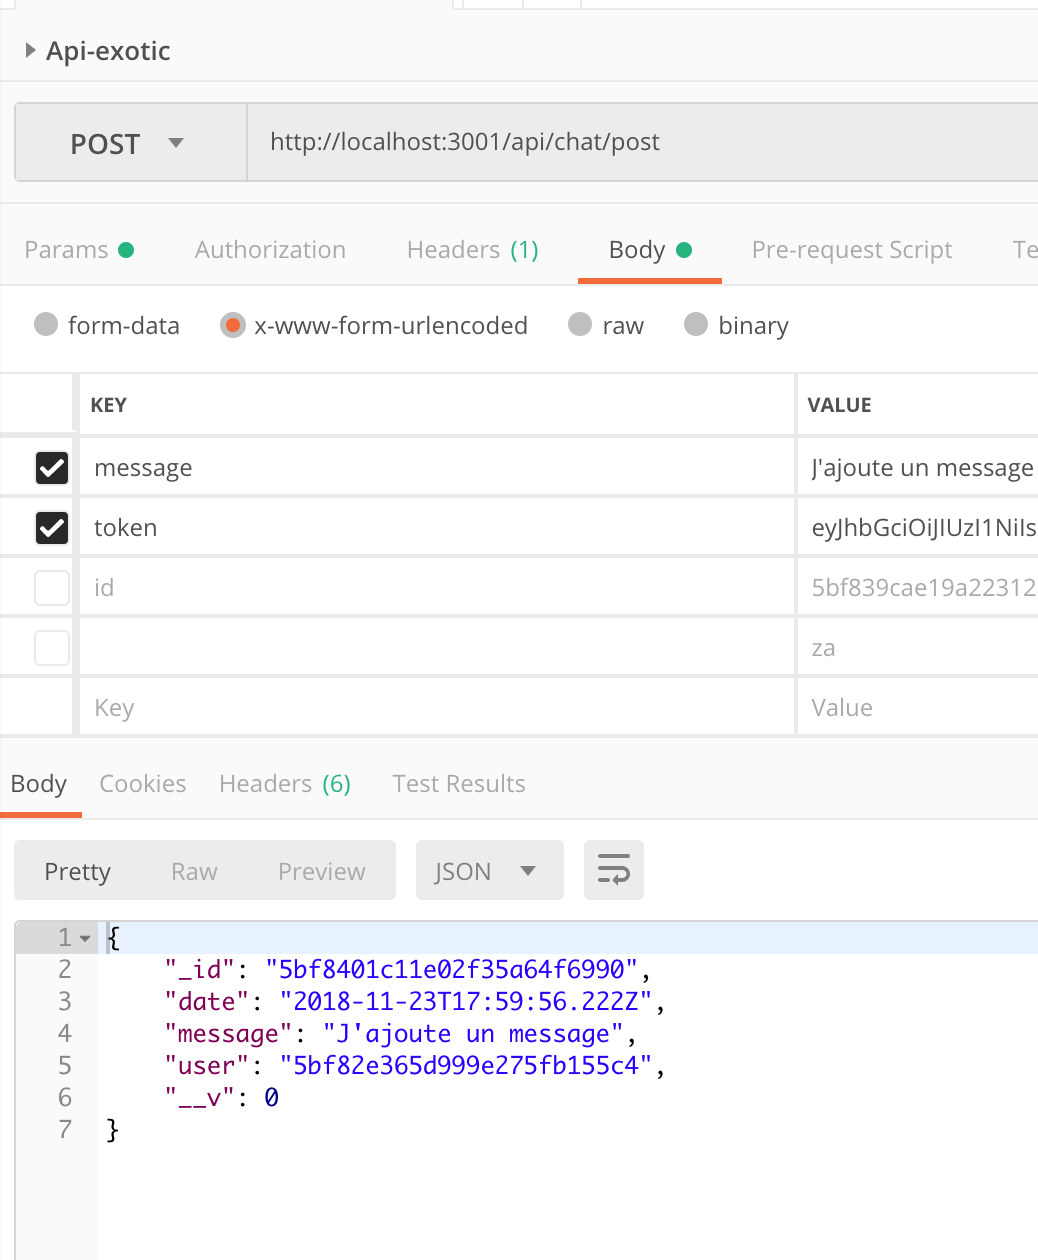 Api-exotic
POST http://localhost:3001/api/chat/post
Params Authorization Headers (1) Body Pre-request Script Te
form-data x-www-form-urlencoded raw binary
KEY VALUE
message J'ajoute un message
token eyJhbGciOiJIUzI1NiIs
id 5bf839cae19a22312
za
Key Value
Body Cookies Headers (6) Test Results
Pretty Raw Preview JSON
1 {
2 "_id": "5bf8401c11e02f35a64f6990",
3 "date": "2018-11-23T17:59:56.222Z",
4 "message": "J'ajoute un message",
5 "user": "5bf82e365d999e275fb155c4",
6 "__v": 0
7 }